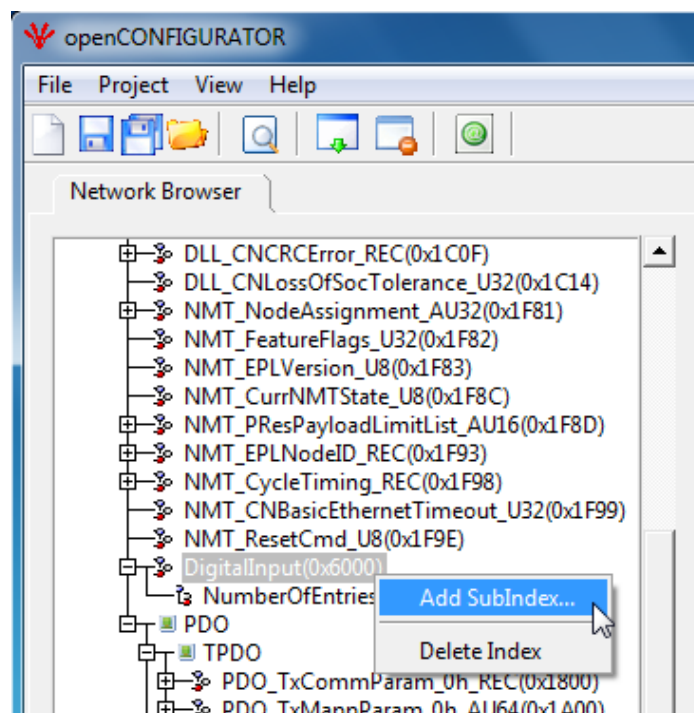 openCONFIGURATOR
File Project View Help
Network Browser
DLL_CNCRCError_REC(0x1C0F)
DLL_CNLossOfSocTolerance_U32(0x1C14)
NMT_NodeAssignment_AU32(0x1F81)
NMT_FeatureFlags_U32(0x1F82)
NMT_EPLVersion_U8(0x1F83)
NMT_CurrNMTState_U8(0x1F8C)
NMT_PResPayloadLimitList_AU16(0x1F8D)
NMT_EPLNodeID_REC(0x1F93)
NMT_CycleTiming_REC(0x1F98)
NMT_CNBasicEthernetTimeout_U32(0x1F99)
NMT_ResetCmd_U8(0x1F9E)
DigitalInput(0x6000)
NumberOfEntries
Add SubIndex...
PDO
TPDO
Delete Index
PDO_TxCommParam_0h_REC(0x1800)
PDO_TxMappParam_0h_AU64(0x1A00)